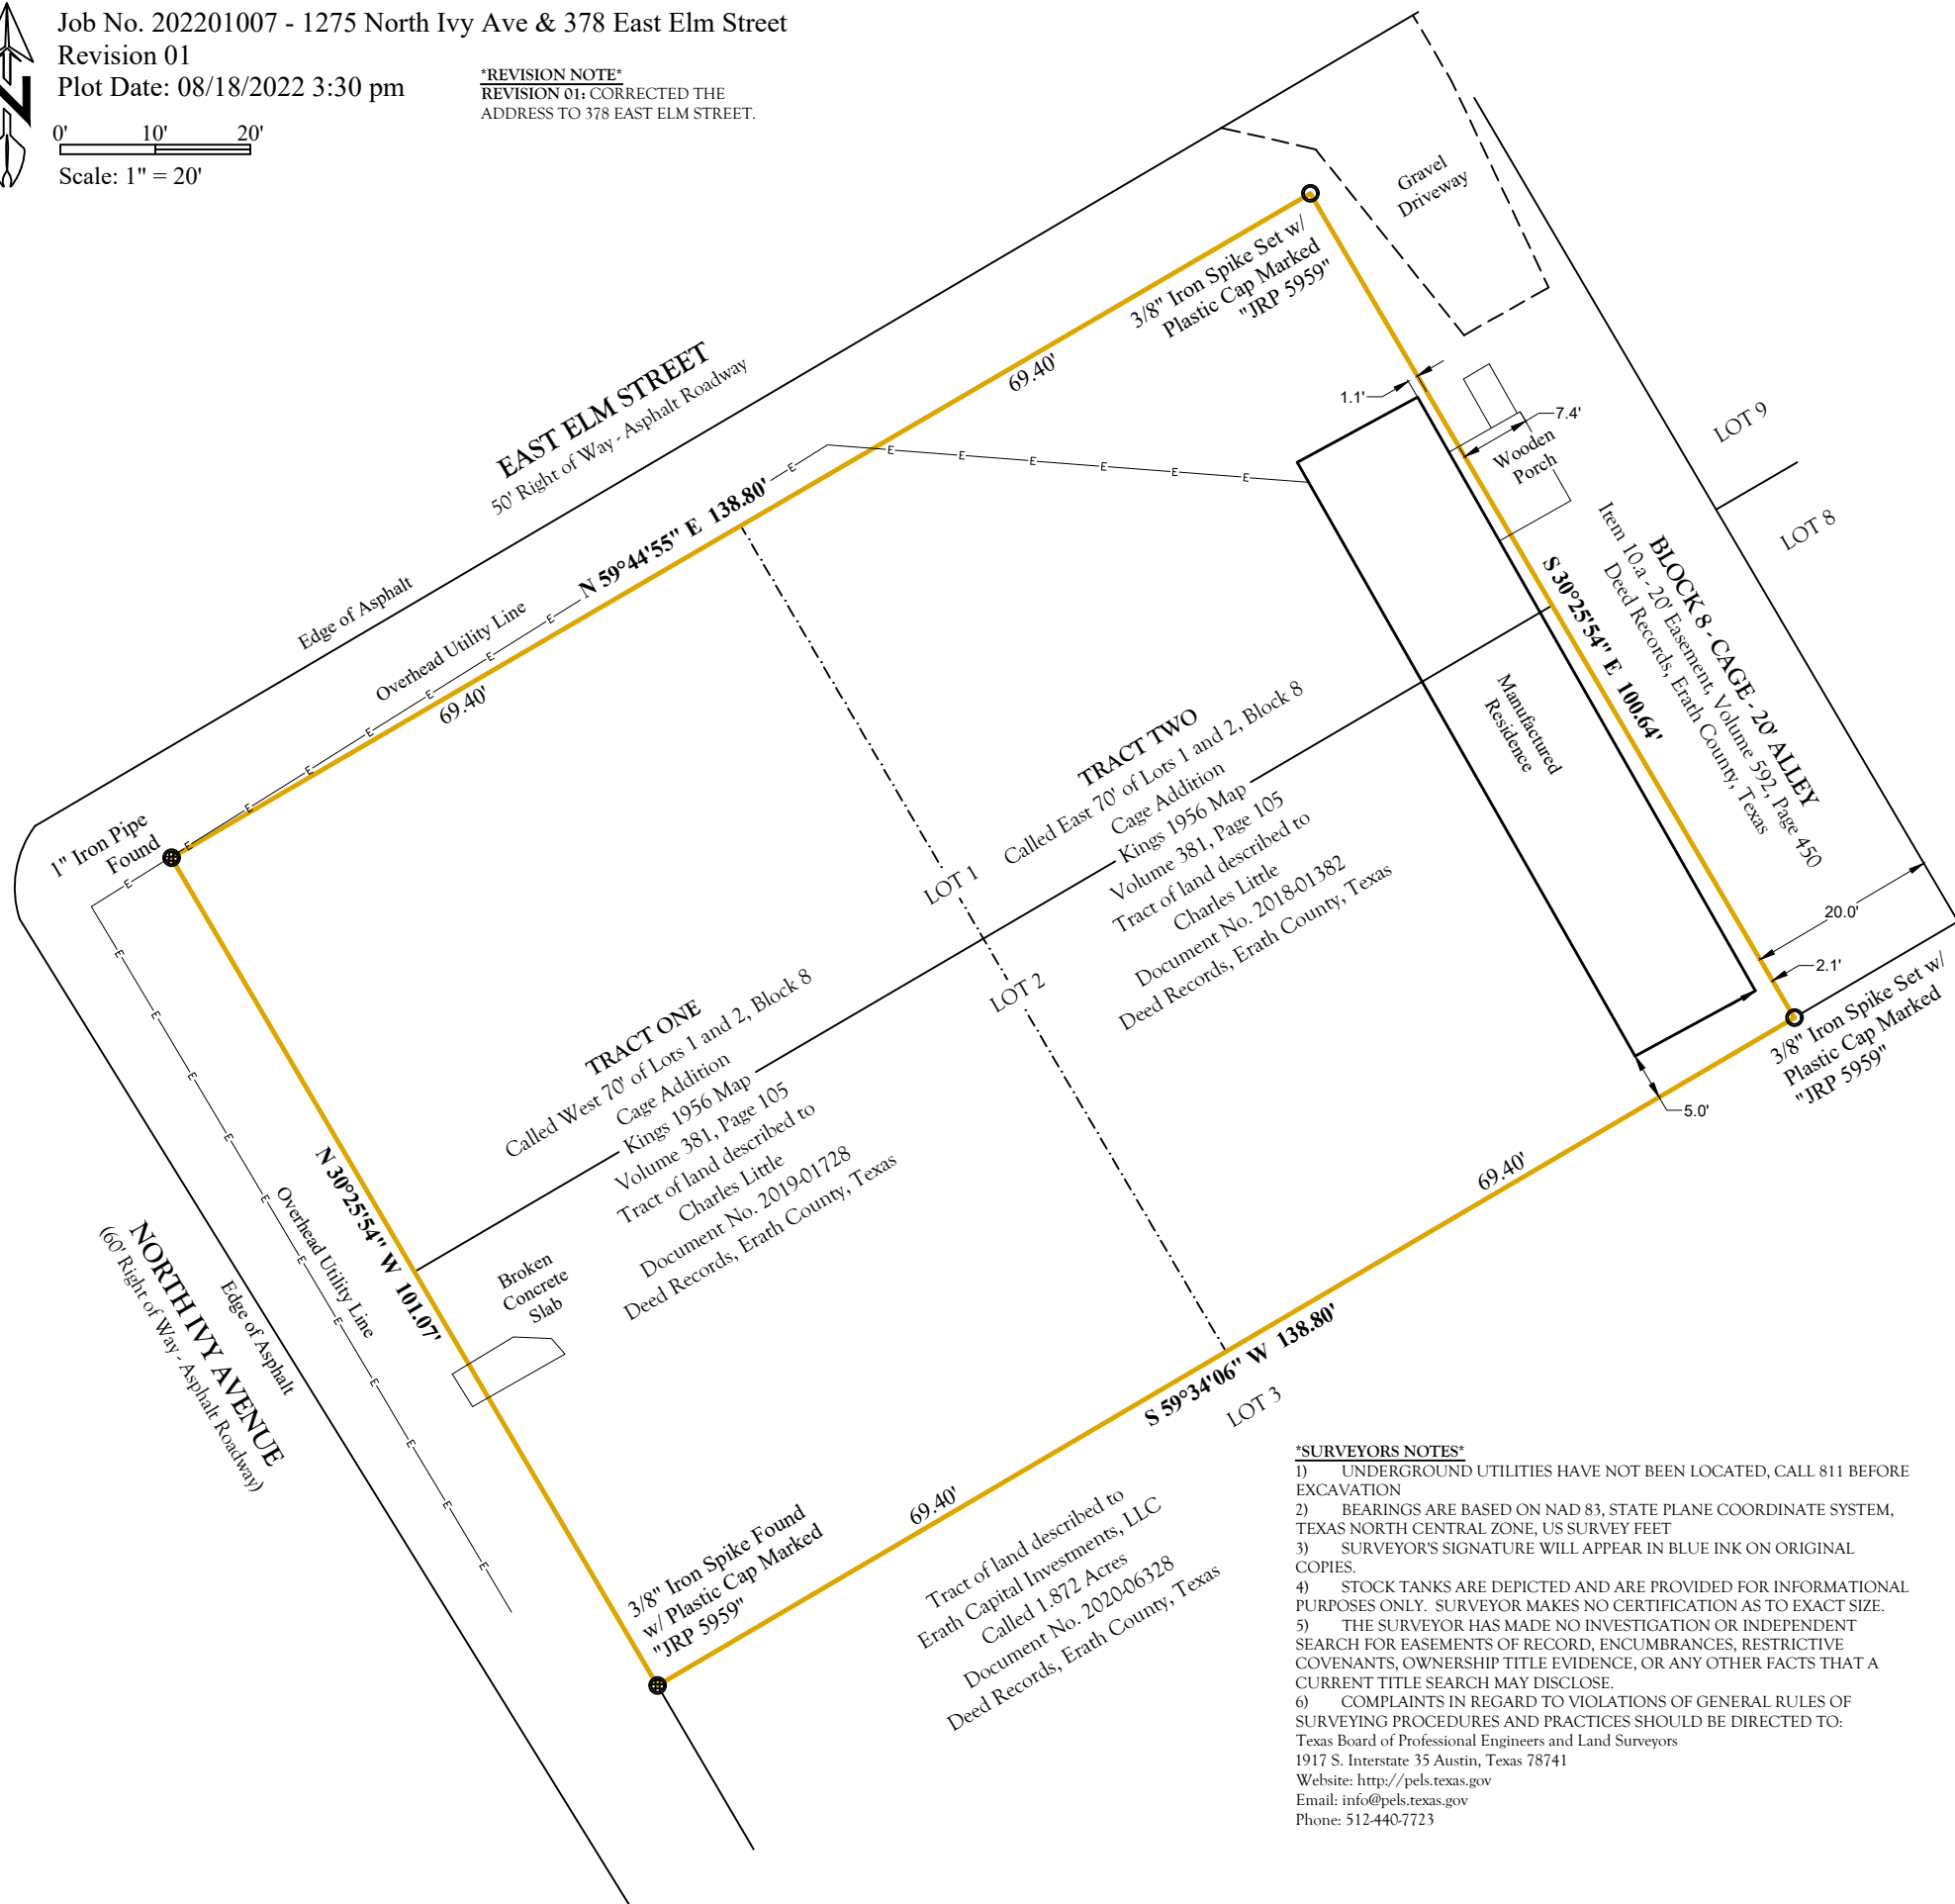 Job No. 202201007 - 1275 North Ivy Ave & 378 East Elm Street
Revision 01
Plot Date: 08/18/2022 3:30 pm
*REVISION NOTE*
REVISION 01: CORRECTED THE
ADDRESS TO 378 EAST ELM STREET.
N
0' 10' 20'
Scale: 1" = 20'
Gravel
Driveway
3/8" Iron Spike Set w/
Plastic Cap Marked
"JRP 5959"
EAST ELM STREET
50' Right of Way - Asphalt Roadway
69.40'
1.1'
7.4'
Wooden
Porch
LOT 9
LOT 8
N 59°44'55" E 138.80'
E E E E E E E
Edge of Asphalt
Overhead Utility Line
69.40'
E E E E E E E
BLOCK 8 - CAGE - 20' ALLEY
Item 10.a - 20' Easement, Volume 592, Page 450
Deed Records, Erath County, Texas
S 30°25'54" E 100.64'
Manufactured
Residence
TRACT TWO
Called East 70' of Lots 1 and 2, Block 8
Cage Addition
Kings 1956 Map
Volume 381, Page 105
Tract of land described to
Charles Little
Document No. 2018-01382
Deed Records, Erath County, Texas
1" Iron Pipe
Found
LOT 1
LOT 2
20.0'
2.1'
3/8" Iron Spike Set w/
Plastic Cap Marked
"JRP 5959"
5.0'
TRACT ONE
Called West 70' of Lots 1 and 2, Block 8
Cage Addition
Kings 1956 Map
Volume 381, Page 105
Tract of land described to
Charles Little
Document No. 2019-01728
Deed Records, Erath County, Texas
N 30°25'54" W 101.07'
Overhead Utility Line
E E E E E E E E E E E E
NORTH IVY AVENUE
(60' Right of Way - Asphalt Roadway)
Edge of Asphalt
Broken
Concrete
Slab
69.40'
S 59°34'06" W 138.80'
LOT 3
69.40'
3/8" Iron Spike Found
w/ Plastic Cap Marked
"JRP 5959"
Tract of land described to
Erath Capital Investments, LLC
Called 1.872 Acres
Document No. 2020-06328
Deed Records, Erath County, Texas
*SURVEYORS NOTES*
1) UNDERGROUND UTILITIES HAVE NOT BEEN LOCATED, CALL 811 BEFORE
EXCAVATION
2) BEARINGS ARE BASED ON NAD 83, STATE PLANE COORDINATE SYSTEM,
TEXAS NORTH CENTRAL ZONE, US SURVEY FEET
3) SURVEYOR'S SIGNATURE WILL APPEAR IN BLUE INK ON ORIGINAL
COPIES.
4) STOCK TANKS ARE DEPICTED AND ARE PROVIDED FOR INFORMATIONAL
PURPOSES ONLY. SURVEYOR MAKES NO CERTIFICATION AS TO EXACT SIZE.
5) THE SURVEYOR HAS MADE NO INVESTIGATION OR INDEPENDENT
SEARCH FOR EASEMENTS OF RECORD, ENCUMBRANCES, RESTRICTIVE
COVENANTS, OWNERSHIP TITLE EVIDENCE, OR ANY OTHER FACTS THAT A
CURRENT TITLE SEARCH MAY DISCLOSE.
6) COMPLAINTS IN REGARD TO VIOLATIONS OF GENERAL RULES OF
SURVEYING PROCEDURES AND PRACTICES SHOULD BE DIRECTED TO:
Texas Board of Professional Engineers and Land Surveyors
1917 S. Interstate 35 Austin, Texas 78741
Website: http://pels.texas.gov
Email: info@pels.texas.gov
Phone: 512-440-7723